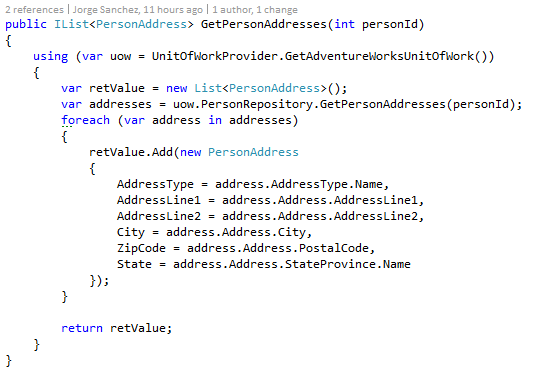 2 references | Jorge Sanchez, 11 hours ago | 1 author, 1 change
public IList<PersonAddress> GetPersonAddresses(int personId)
{
    using (var uow = UnitOfWorkProvider.GetAdventureWorksUnitOfWork())
    {
        var retValue = new List<PersonAddress>();
        var addresses = uow.PersonRepository.GetPersonAddresses(personId);
        foreach (var address in addresses)
        {
            retValue.Add(new PersonAddress
            {
                AddressType = address.AddressType.Name,
                AddressLine1 = address.Address.AddressLine1,
                AddressLine2 = address.Address.AddressLine2,
                City = address.Address.City,
                ZipCode = address.Address.PostalCode,
                State = address.Address.StateProvince.Name
            });
        }

        return retValue;
    }
}